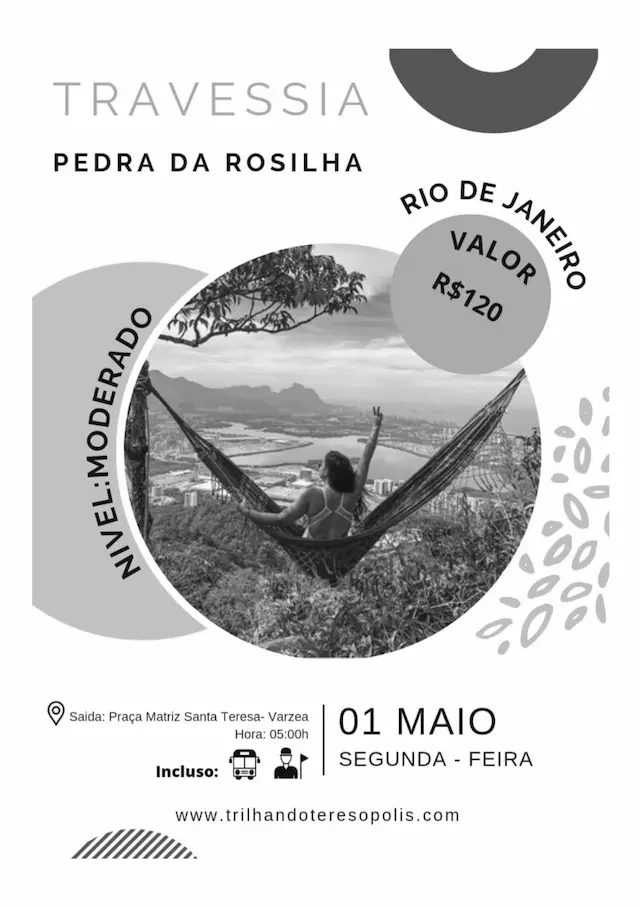 TRAVESSIA
PEDRA DA ROSILHA
RIO DE JANEIRO
VALOR
R$120
NIVEL:MODERADO
Saida: Praça Matriz Santa Teresa- Varzea
Hora: 05:00h
Incluso:
01 MAIO
SEGUNDA - FEIRA
www.trilhandoteresopolis.com